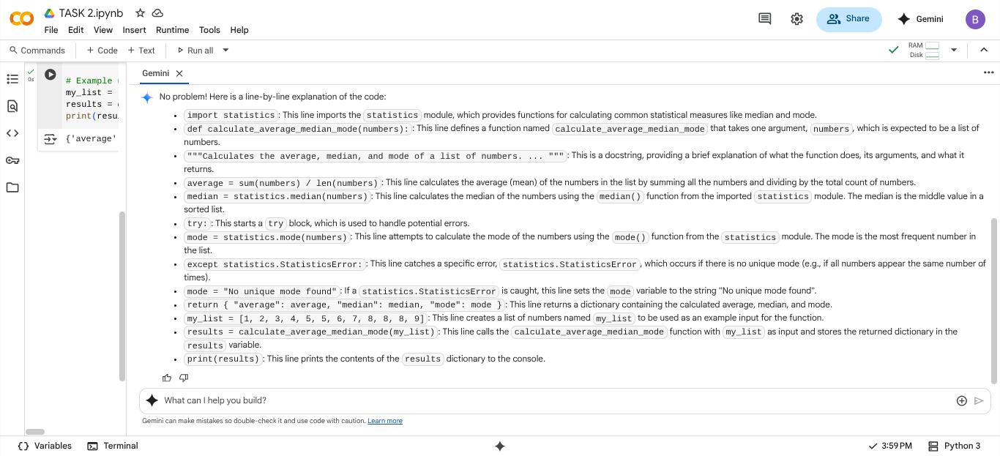 TASK 2.ipynb
File Edit View Insert Runtime Tools Help
Share
Gemini
B
Commands + Code + Text Run all
RAM
Disk
0s
# Example
my_list =
results =
print(resu
{'average'
Gemini
No problem! Here is a line-by-line explanation of the code:
• import statistics: This line imports the statistics module, which provides functions for calculating common statistical measures like median and mode.
• def calculate_average_median_mode(numbers):: This line defines a function named calculate_average_median_mode that takes one argument, numbers, which is expected to be a list of
numbers.
• """Calculates the average, median, and mode of a list of numbers. ... """: This is a docstring, providing a brief explanation of what the function does, its arguments, and what it
returns.
• average = sum(numbers) / len(numbers): This line calculates the average (mean) of the numbers in the list by summing all the numbers and dividing by the total count of numbers.
• median = statistics.median(numbers): This line calculates the median of the numbers using the median() function from the imported statistics module. The median is the middle value in a
sorted list.
• try:: This starts a try block, which is used to handle potential errors.
• mode = statistics.mode(numbers): This line attempts to calculate the mode of the numbers using the mode() function from the statistics module. The mode is the most frequent number in
the list.
• except statistics.StatisticsError:: This line catches a specific error, statistics.StatisticsError, which occurs if there is no unique mode (e.g., if all numbers appear the same number of
times).
• mode = "No unique mode found": If a statistics.StatisticsError is caught, this line sets the mode variable to the string "No unique mode found".
• return { "average": average, "median": median, "mode": mode }: This line returns a dictionary containing the calculated average, median, and mode.
• my_list = [1, 2, 3, 4, 5, 5, 6, 7, 8, 8, 8, 9]: This line creates a list of numbers named my_list to be used as an example input for the function.
• results = calculate_average_median_mode(my_list): This line calls the calculate_average_median_mode function with my_list as input and stores the returned dictionary in the
results variable.
• print(results): This line prints the contents of the results dictionary to the console.
What can I help you build?
Gemini can make mistakes so double-check it and use code with caution. Learn more
Variables Terminal
3:59 PM Python 3